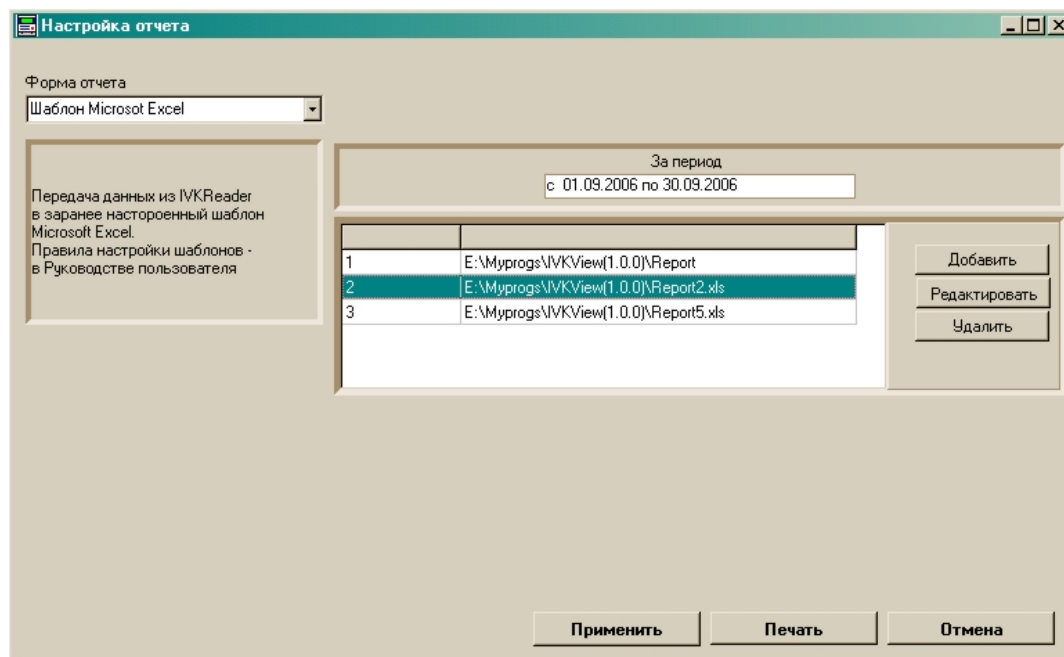 Настройка отчета
Форма отчета
Шаблон Microsot Excel
Передача данных из IVKReader
в заранее настороенный шаблон
Microsoft Excel.
Правила настройки шаблонов -
в Руководстве пользователя
За период
с 01.09.2006 по 30.09.2006
1 E:\Myprogs\IVKView(1.0.0)\Report
2 E:\Myprogs\IVKView(1.0.0)\Report2.xls
3 E:\Myprogs\IVKView(1.0.0)\Report5.xls
Добавить
Редактировать
Удалить
Применить Печать Отмена